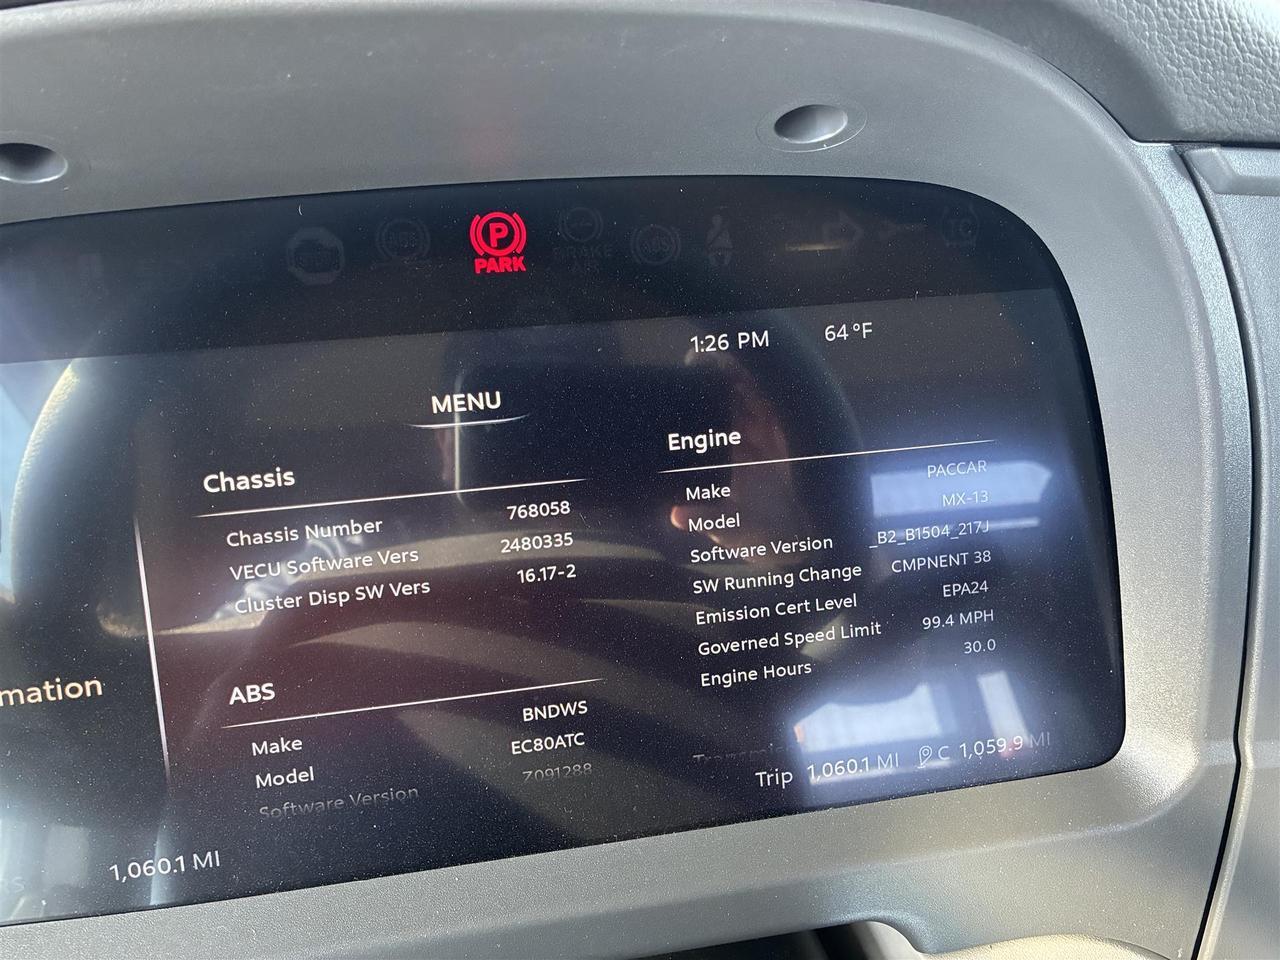 P
PARK
BRAKE
ABS
TC
1:26 PM 64°F
MENU
Chassis
Chassis Number 768058
VECU Software Vers 2480335
Cluster Disp SW Vers 16.17-2
ABS
Make BNDWS
Model EC80ATC
Software Version Z091288
Engine
Make PACCAR
Model MX-13
Software Version _B2_B1504_217J
SW Running Change CMPNENT 38
Emission Cert Level EPA24
Governed Speed Limit 99.4 MPH
Engine Hours 30.0
mation
Trip 1,060.1 MI C 1,059.9 MI
1,060.1 MI